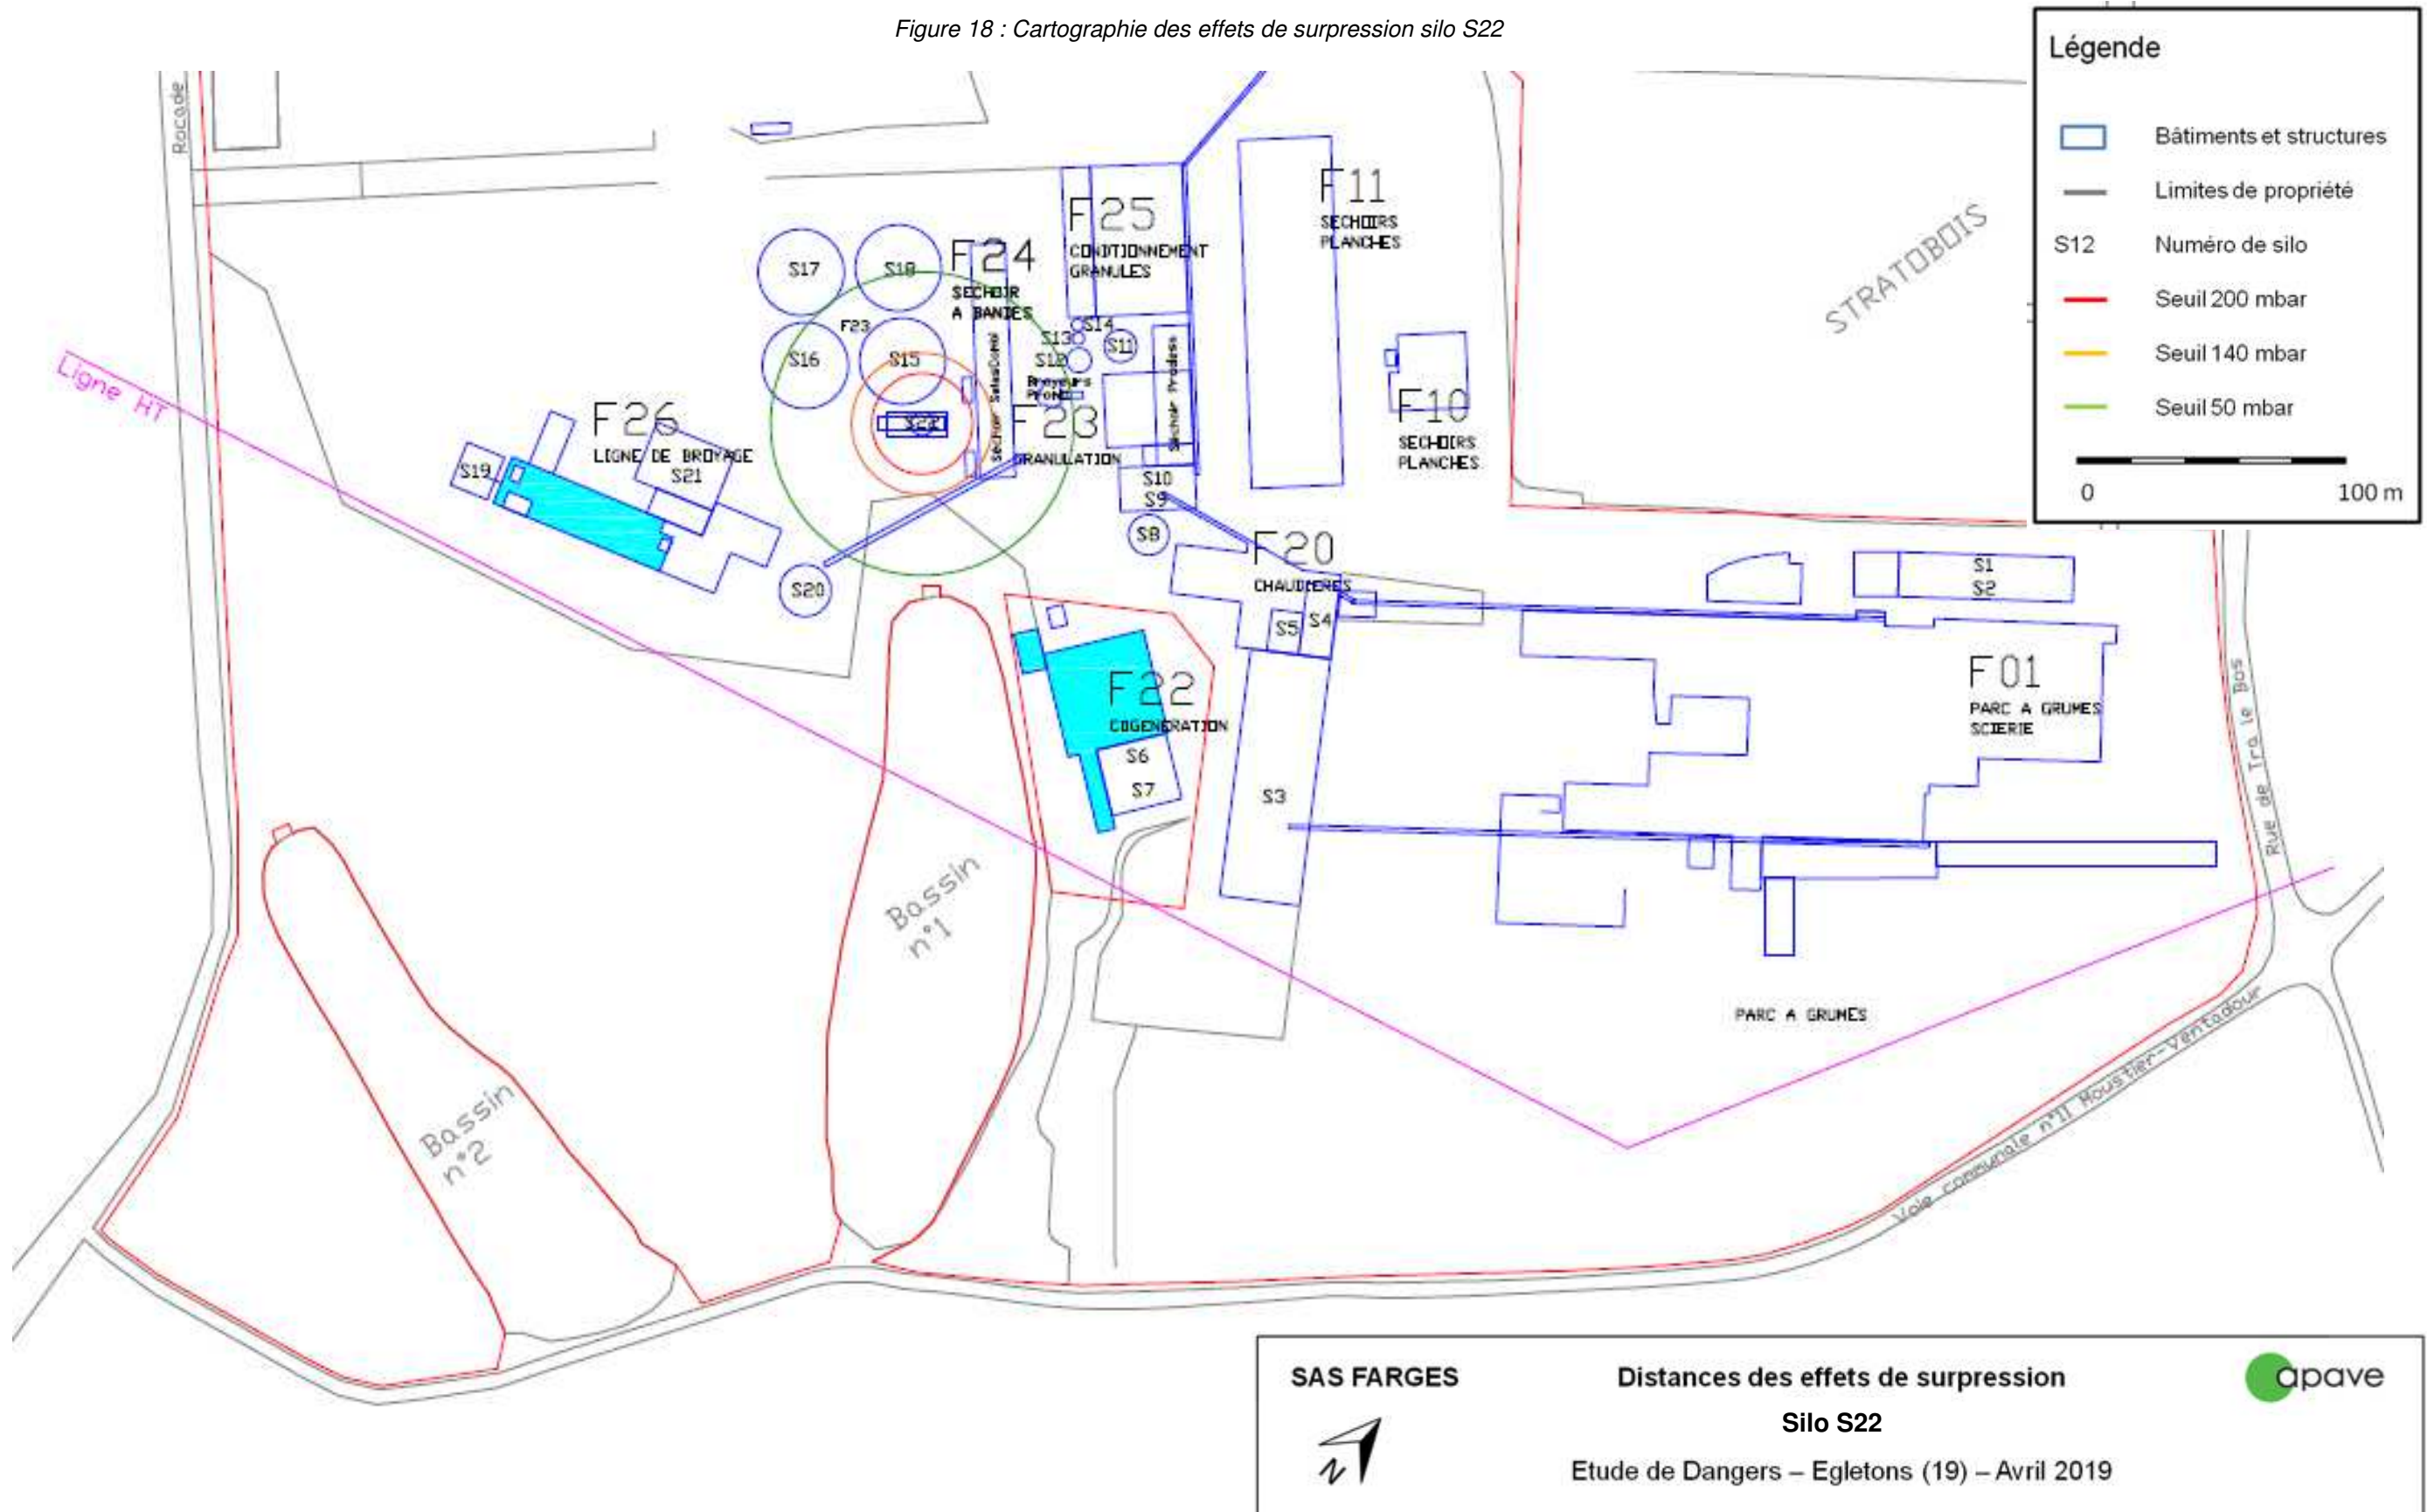 Figure 18 : Cartographie des effets de surpression silo S22
Légende
Bâtiments et structures
Limites de propriété
S12 Numéro de silo
Seuil 200 mbar
Seuil 140 mbar
Seuil 50 mbar
0 100 m
Rocade
Ligne HT
STRATOBOIS
F11
SECHOIRS
PLANCHES
F25
CONDITIONNEMENT
GRANULES
F24
SECHOIR
A BANDES
S17
S18
F23
S16
S15
S14
S13
S12
S11
Broyeurs
F23
GRANULATION
S22
F10
SECHOIRS
PLANCHES
F26
LIGNE DE BROYAGE
S21
S19
S20
S10
S9
S8
F20
CHAUDIERES
S5
S4
S1
S2
F01
PARC A GRUMES
SCIERIE
F22
COGENERATION
S6
S7
S3
Bassin
n°1
Bassin
n°2
PARC A GRUMES
Rue de Tra le Bos
Voie communale n°11 Moustier-Ventadour
SAS FARGES
N
Distances des effets de surpression
Silo S22
Etude de Dangers – Egletons (19) – Avril 2019
apave